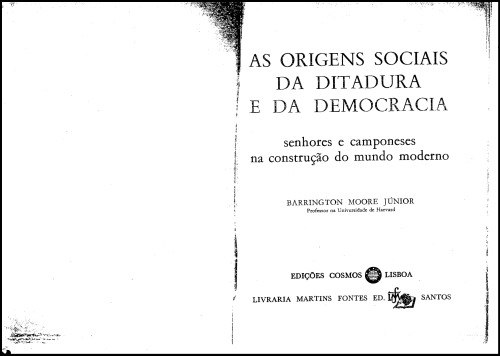 AS ORIGENS SOCIAIS
DA DITADURA
E DA DEMOCRACIA
senhores e camponeses
na construção do mundo moderno
BARRINGTON MOORE JÚNIOR
Professor na Universidade de Harvard
EDIÇÕES COSMOS LISBOA
LIVRARIA MARTINS FONTES ED. SANTOS